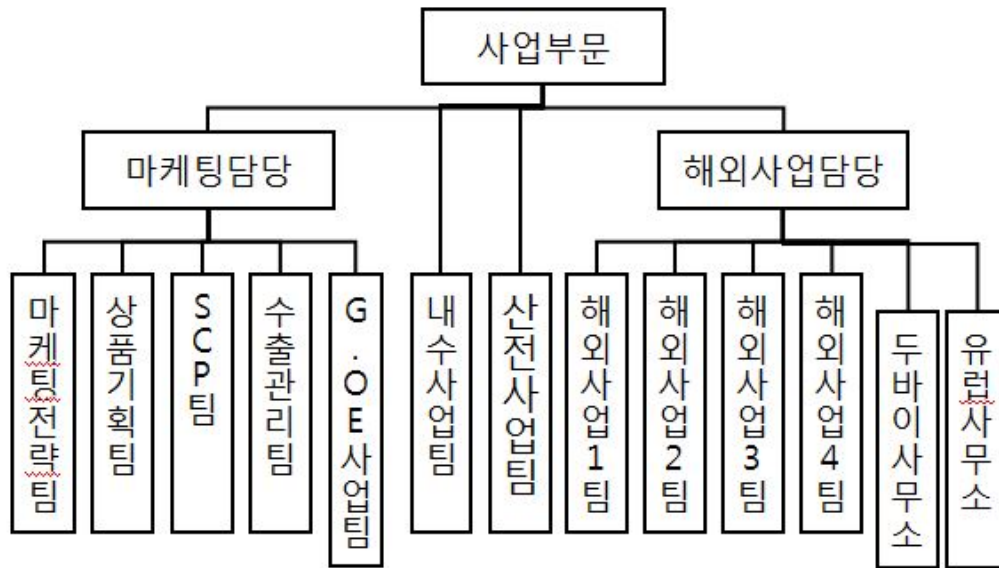 사업부문
마케팅담당
해외사업담당
마케팅전략팀
상품기획팀
SCP팀
수출관리팀
G.OE사업팀
내수사업팀
산전사업팀
해외사업1팀
해외사업2팀
해외사업3팀
해외사업4팀
두바이사무소
유럽사무소